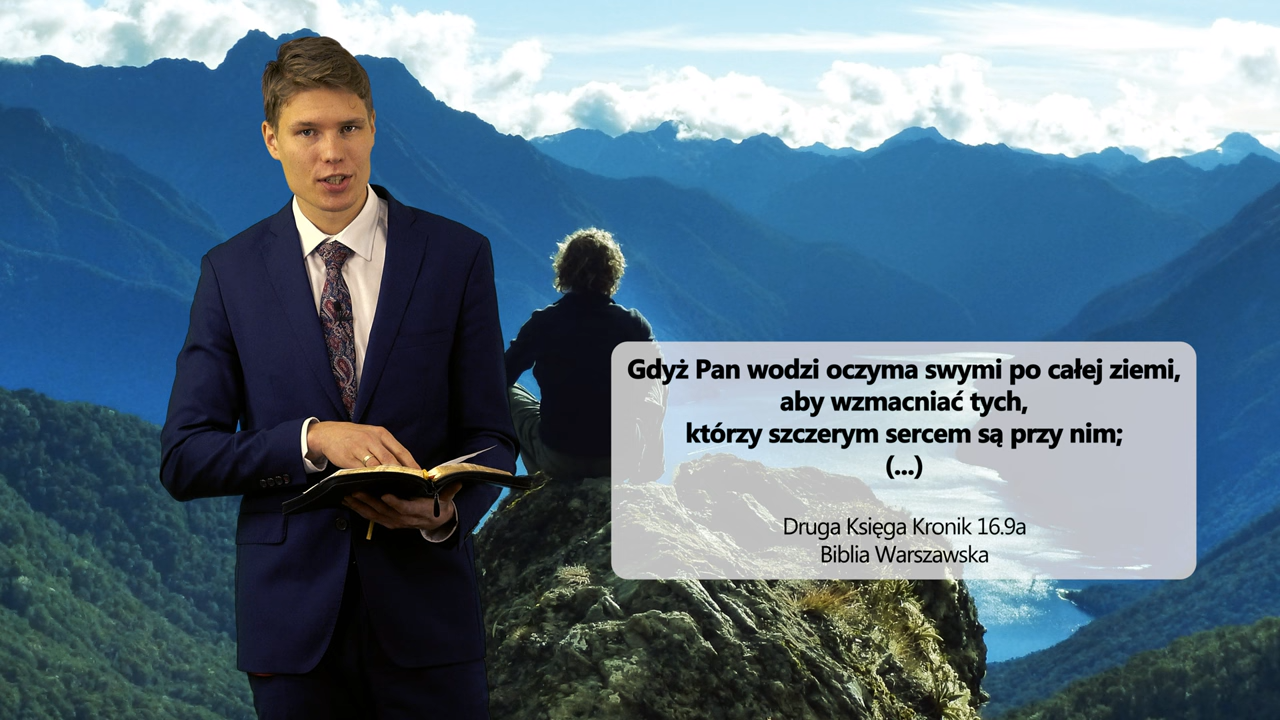 Gdyż Pan wodzi oczyma swymi po całej ziemi,
aby wzmacniać tych,
którzy szczerym sercem są przy nim;
(...)
Druga Księga Kronik 16.9a
Biblia Warszawska